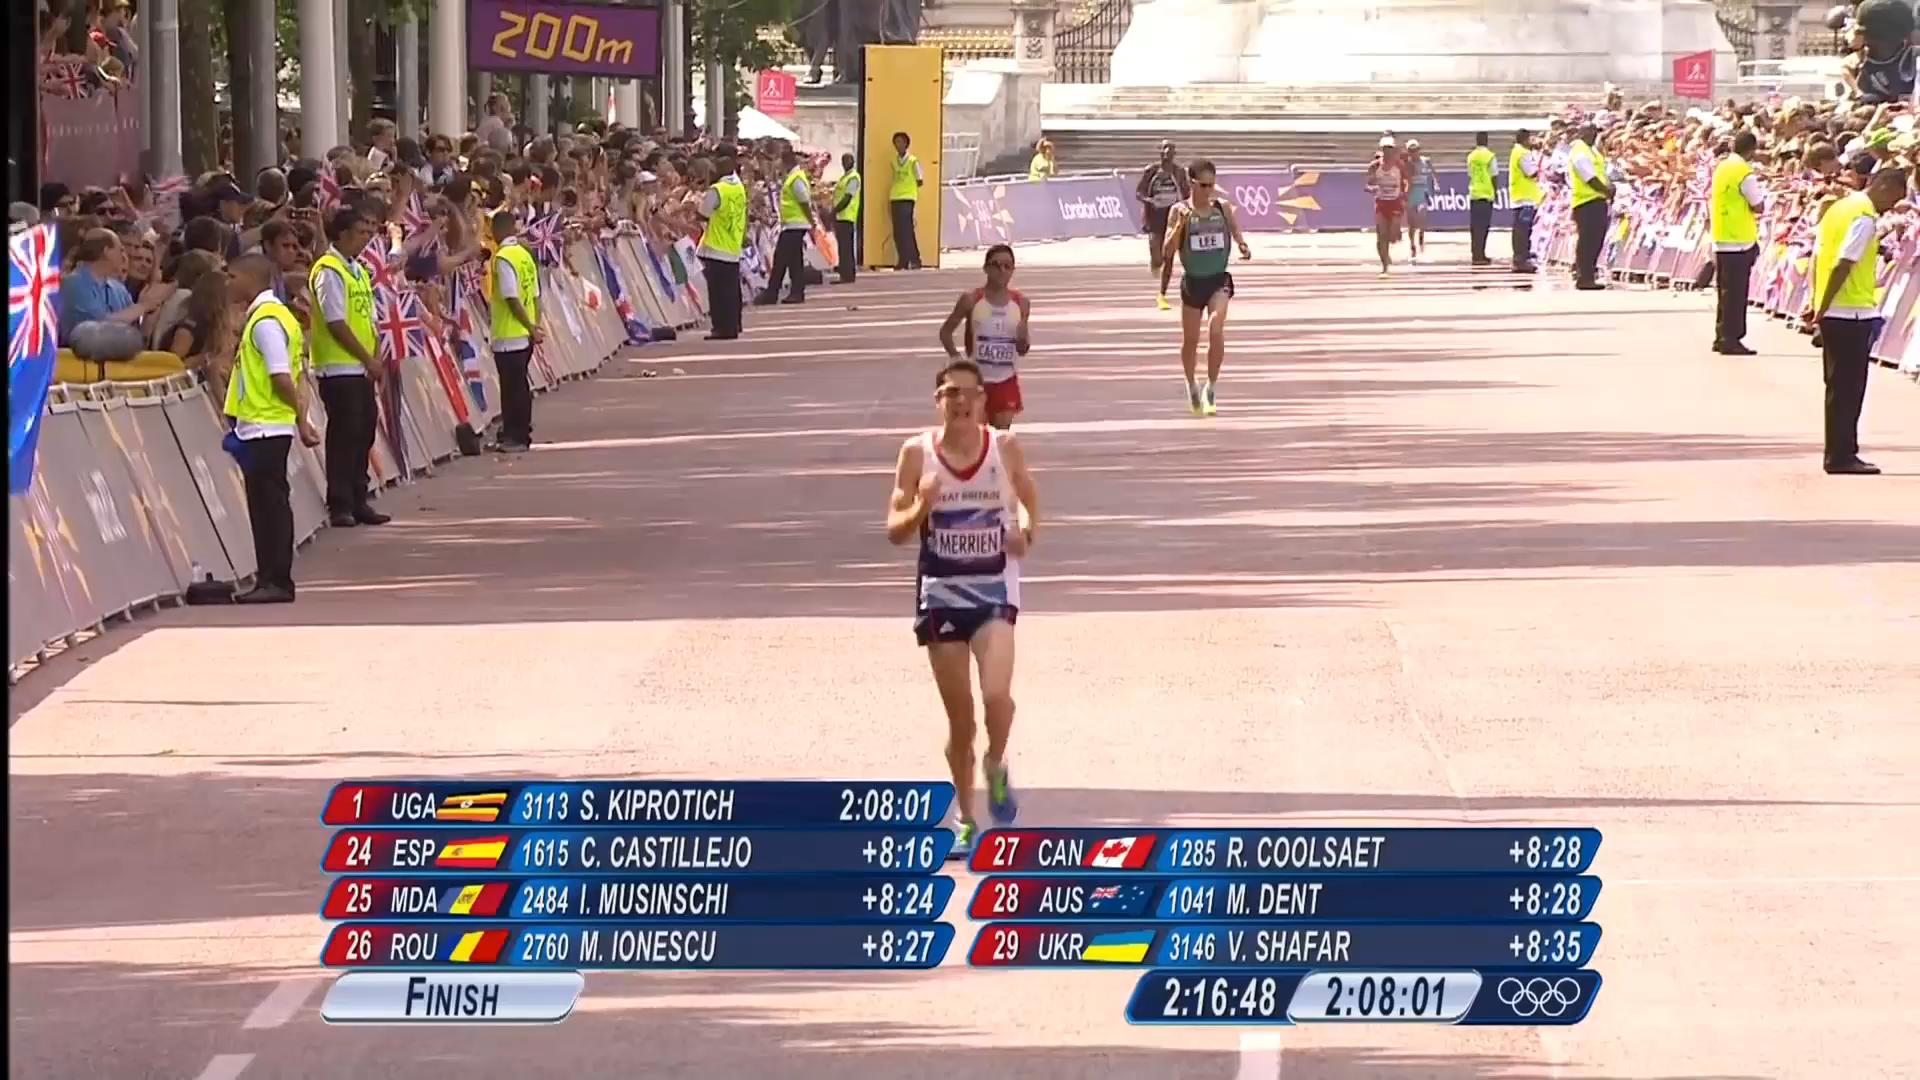 200m
London 2012
London 2012
LEE
CACERES
GREAT BRITAIN
MERRIEN
1 UGA 3113 S. KIPROTICH 2:08:01
24 ESP 1615 C. CASTILLEJO +8:16
25 MDA 2484 I. MUSINSCHI +8:24
26 ROU 2760 M. IONESCU +8:27
27 CAN 1285 R. COOLSAET +8:28
28 AUS 1041 M. DENT +8:28
29 UKR 3146 V. SHAFAR +8:35
FINISH
2:16:48 2:08:01